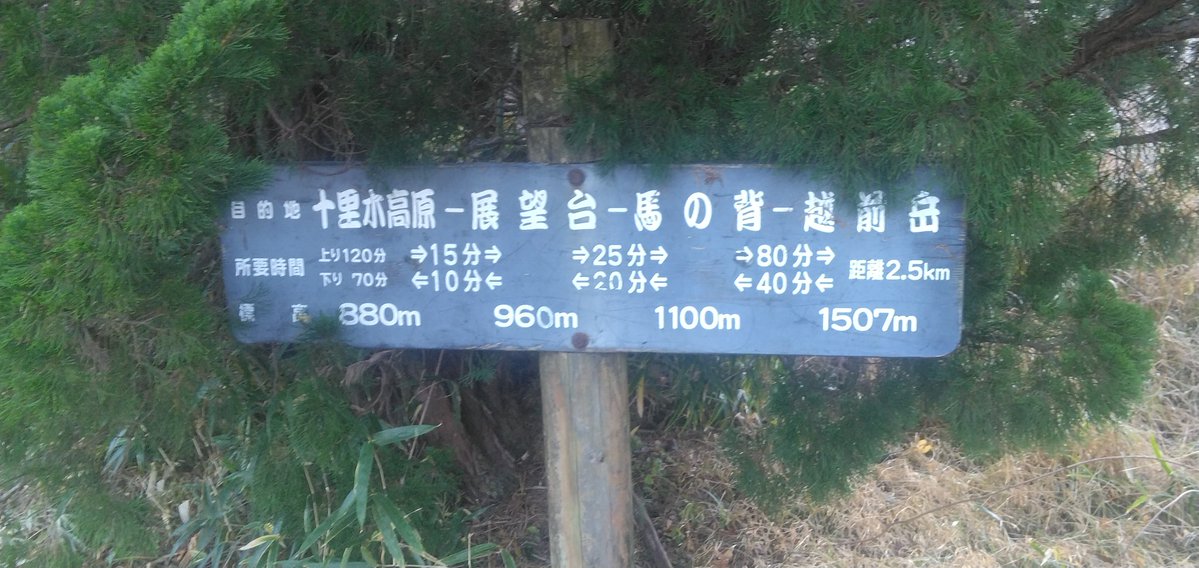 目的地 十里木高原-展望台-馬の背-越前岳
所要時間 上り120分 ⇒15分⇒ ⇒25分⇒ ⇒80分⇒ 距離2.5km
下り 70分 ⇐10分⇐ ⇐20分⇐ ⇐40分⇐
標高 880m 960m 1100m 1507m